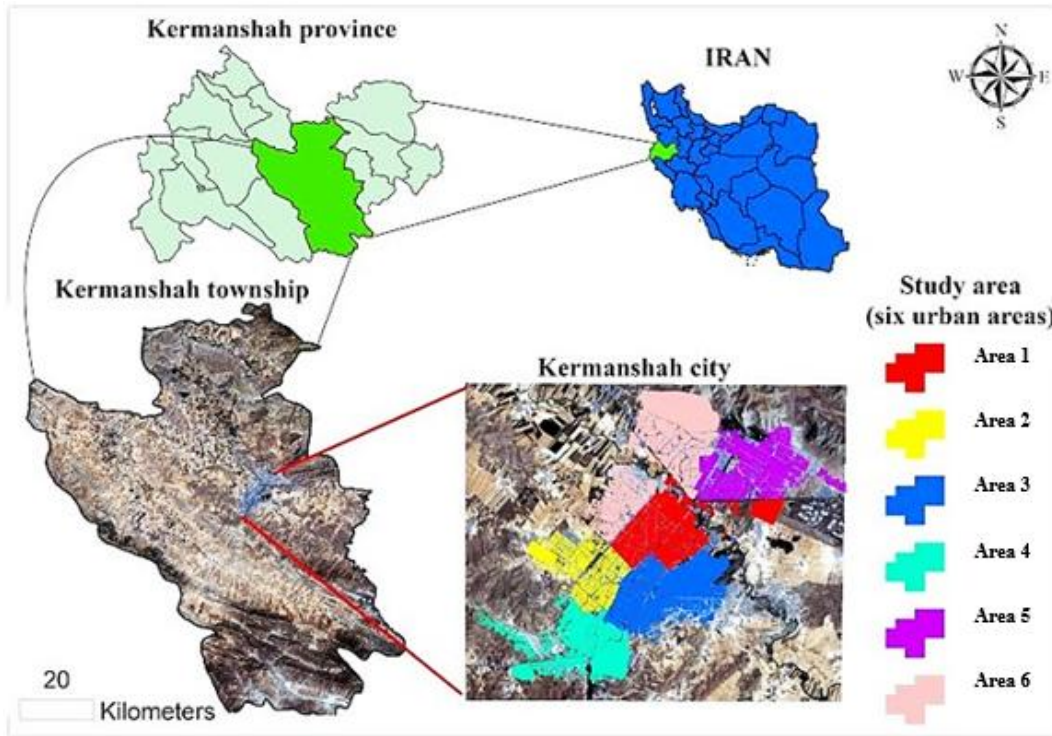 Kermanshah province
IRAN
N
W
E
S
Kermanshah township
Study area
(six urban areas)
Area 1
Kermanshah city
Area 2
Area 3
Area 4
Area 5
Area 6
20
Kilometers